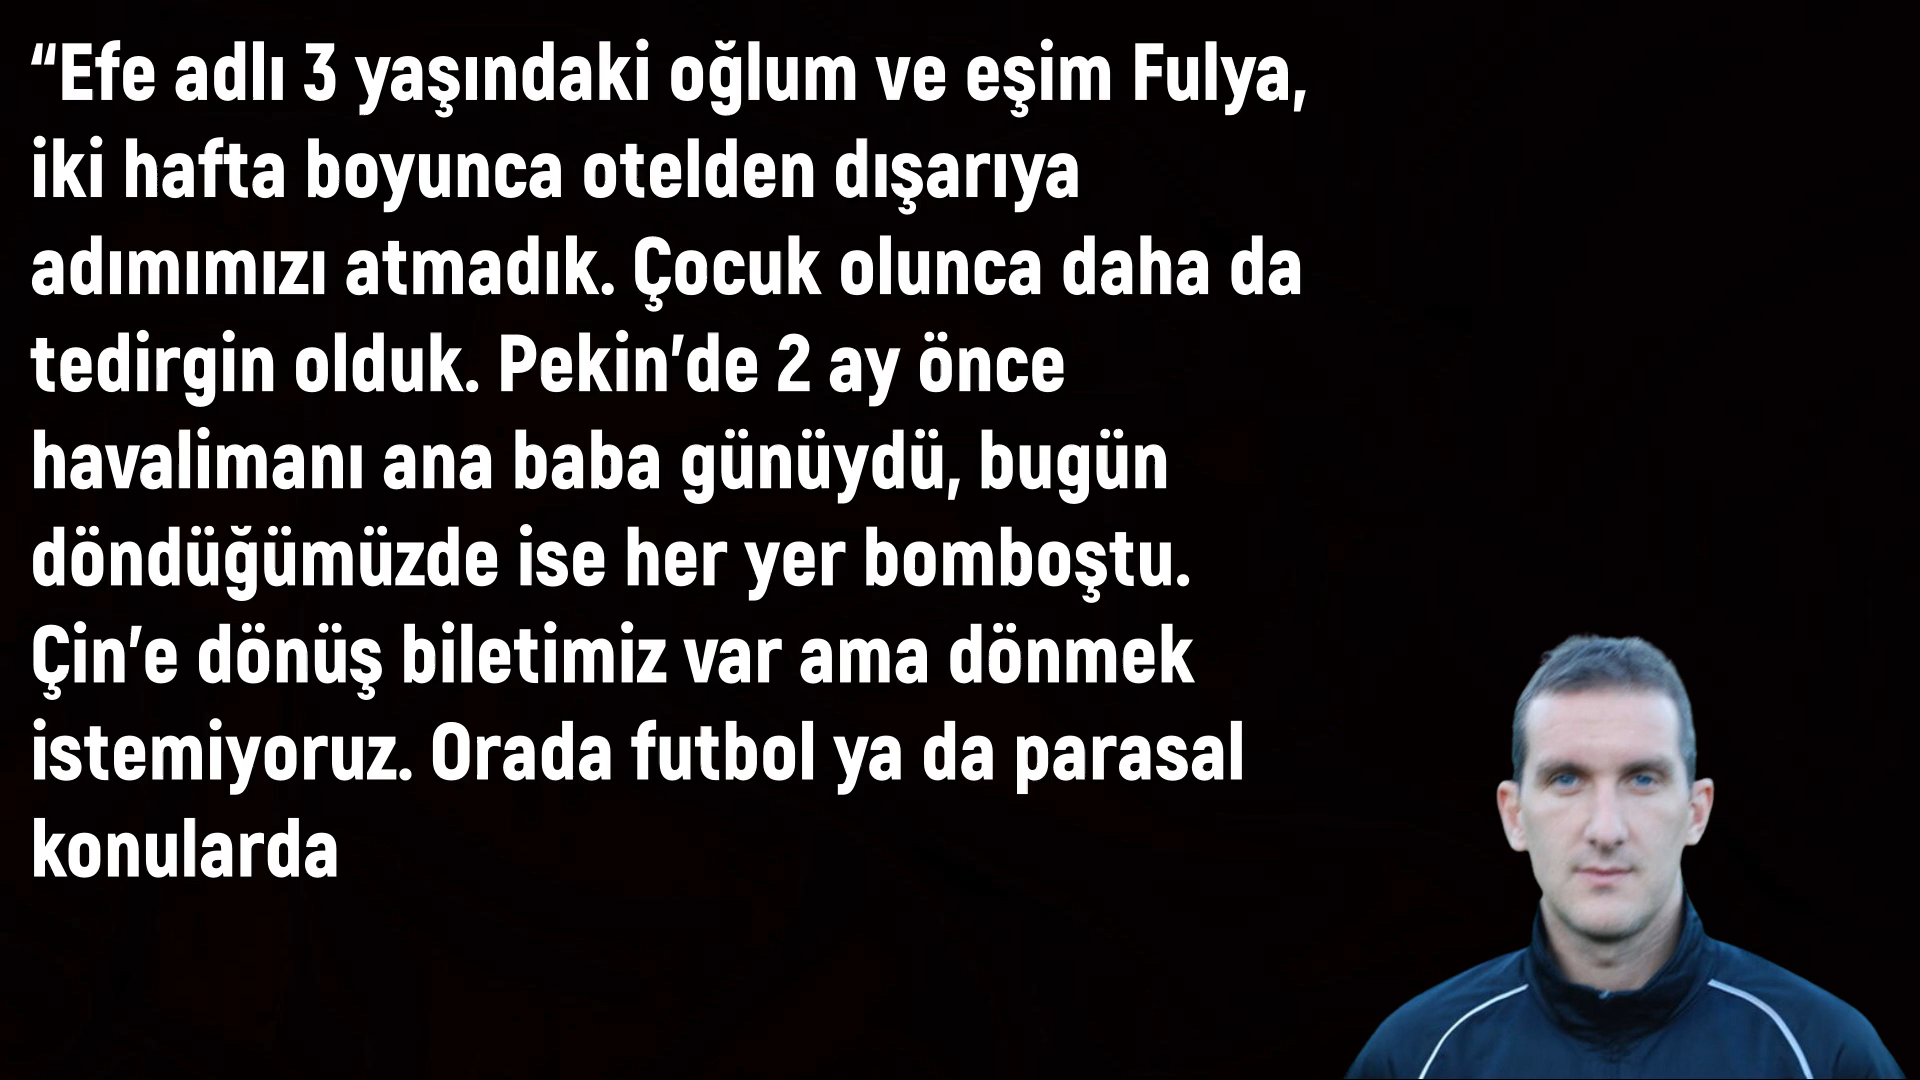 “Efe adlı 3 yaşındaki oğlum ve eşim Fulya,
iki hafta boyunca otelden dışarıya
adımımızı atmadık. Çocuk olunca daha da
tedirgin olduk. Pekin’de 2 ay önce
havalimanı ana baba günüydü, bugün
döndüğümüzde ise her yer bomboştu.
Çin’e dönüş biletimiz var ama dönmek
istemiyoruz. Orada futbol ya da parasal
konularda